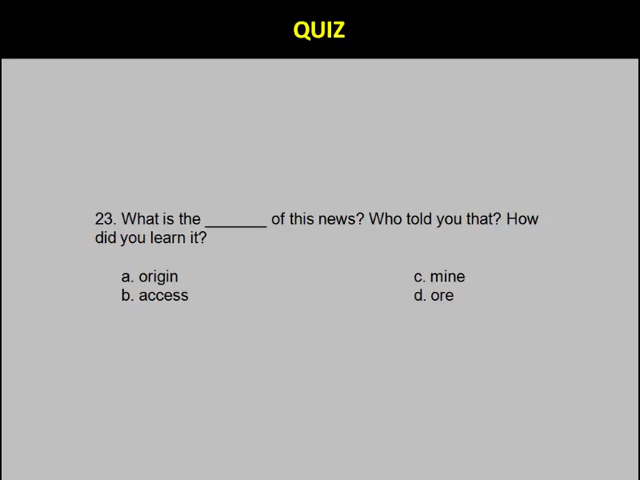 QUIZ
23. What is the _______ of this news? Who told you that? How
did you learn it?
a. origin
c. mine
b. access
d. ore